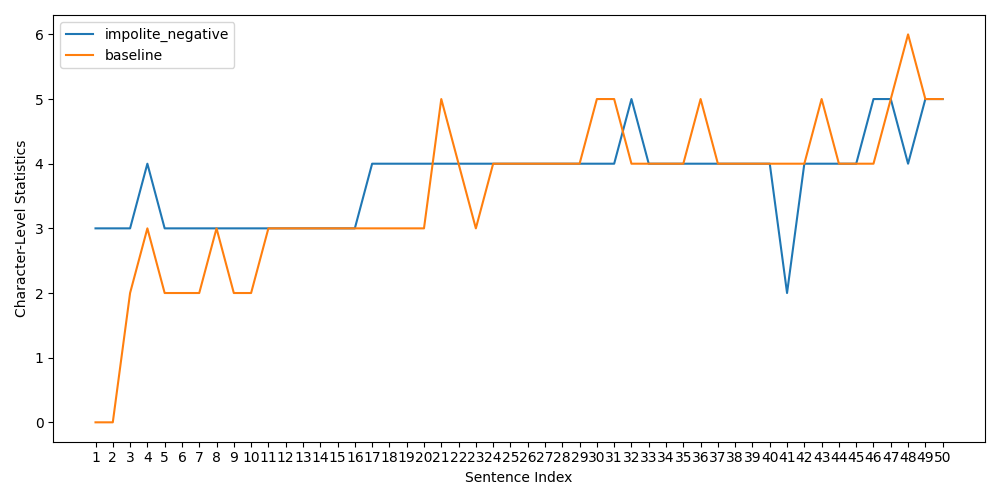 impolite_negative
baseline
Character-Level Statistics
6
5
4
3
2
1
0
1 2 3 4 5 6 7 8 9 10 11 12 13 14 15 16 17 18 19 20 21 22 23 24 25 26 27 28 29 30 31 32 33 34 35 36 37 38 39 40 41 42 43 44 45 46 47 48 49 50
Sentence Index